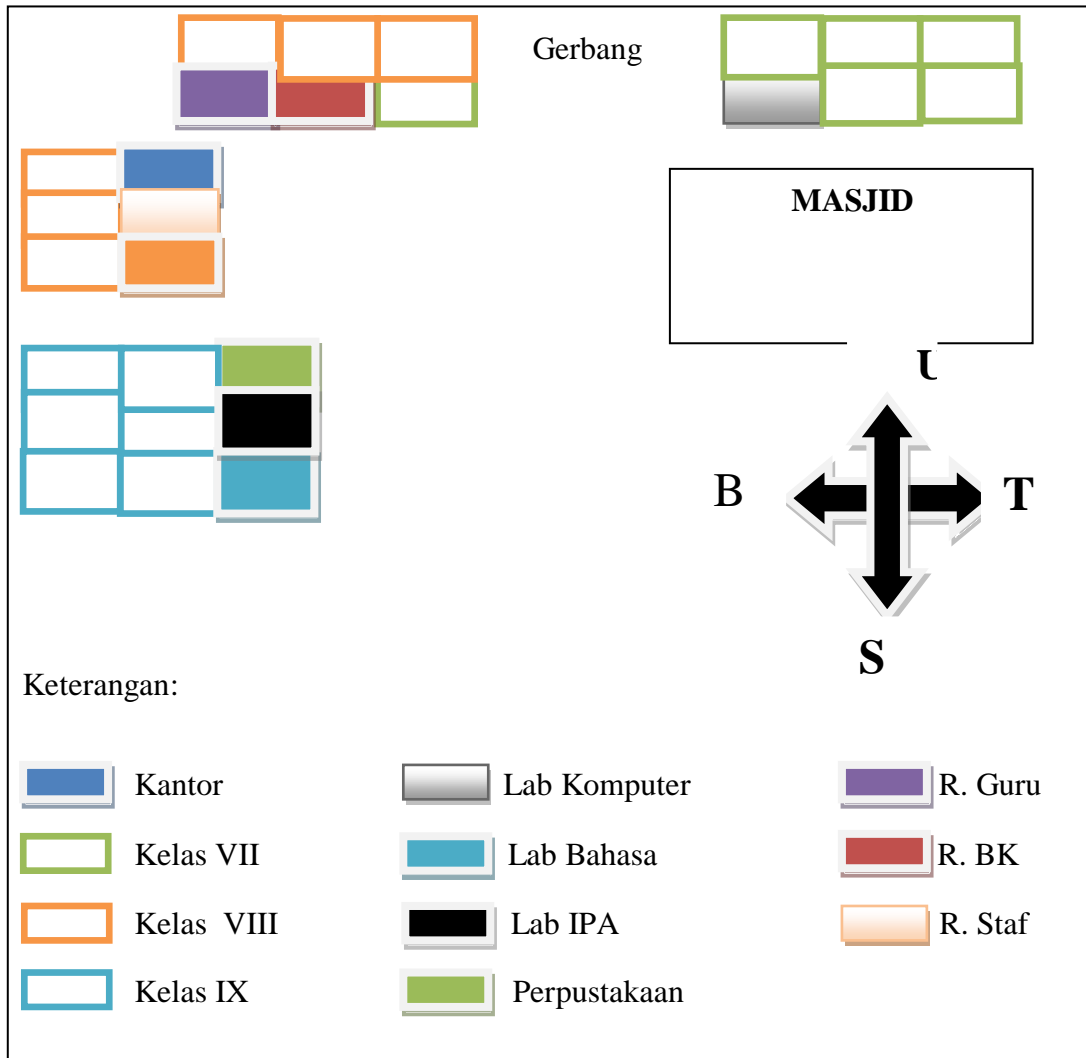 Gerbang
MASJID
U
B
T
S
Keterangan:
Kantor
Lab Komputer
R. Guru
Kelas VII
Lab Bahasa
R. BK
Kelas VIII
Lab IPA
R. Staf
Kelas IX
Perpustakaan